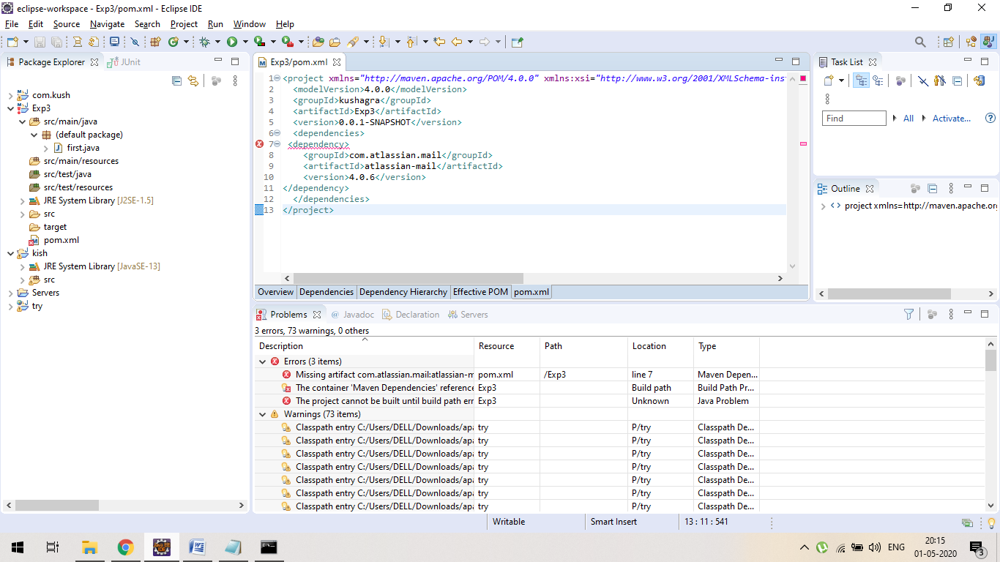 eclipse-workspace - Exp3/pom.xml - Eclipse IDE
File Edit Source Navigate Search Project Run Window Help
Package Explorer
JUnit
com.kush
Exp3
src/main/java
(default package)
first.java
src/main/resources
src/test/java
src/test/resources
JRE System Library [J2SE-1.5]
src
target
pom.xml
kish
JRE System Library [JavaSE-13]
src
Servers
try
Exp3/pom.xml
1 <project xmlns="http://maven.apache.org/POM/4.0.0" xmlns:xsi="http://www.w3.org/2001/XMLSchema-inst
2 <modelVersion>4.0.0</modelVersion>
3 <groupId>kushagra</groupId>
4 <artifactId>Exp3</artifactId>
5 <version>0.0.1-SNAPSHOT</version>
6 <dependencies>
7 <dependency>
8 <groupId>com.atlassian.mail</groupId>
9 <artifactId>atlassian-mail</artifactId>
10 <version>4.0.6</version>
11 </dependency>
12 </dependencies>
13 </project>
Overview Dependencies Dependency Hierarchy Effective POM pom.xml
Task List
Find All Activate...
Outline
project xmlns=http://maven.apache.org
Problems Javadoc Declaration Servers
3 errors, 73 warnings, 0 others
Description Resource Path Location Type
Errors (3 items)
Missing artifact com.atlassian.mail:atlassian-m pom.xml /Exp3 line 7 Maven Depen...
The container 'Maven Dependencies' reference Exp3 Build path Build Path Pr...
The project cannot be built until build path err Exp3 Unknown Java Problem
Warnings (73 items)
Classpath entry C:/Users/DELL/Downloads/apa try P/try Classpath De...
Classpath entry C:/Users/DELL/Downloads/apa try P/try Classpath De...
Classpath entry C:/Users/DELL/Downloads/apa try P/try Classpath De...
Classpath entry C:/Users/DELL/Downloads/apa try P/try Classpath De...
Classpath entry C:/Users/DELL/Downloads/apa try P/try Classpath De...
Classpath entry C:/Users/DELL/Downloads/apa try P/try Classpath De...
Classpath entry C:/Users/DELL/Downloads/apa try P/try Classpath De...
Writable Smart Insert 13 : 11 : 541
ENG
20:15
01-05-2020
3